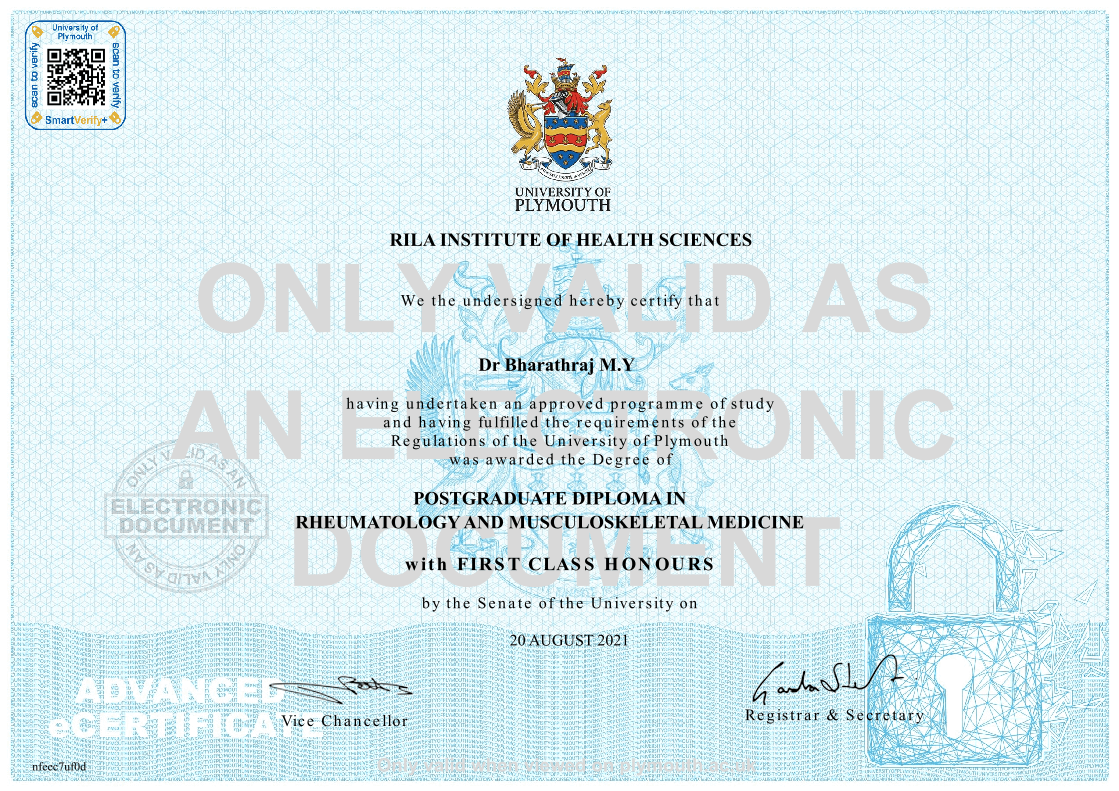 University of
Plymouth
scan to verify
scan to verify
SmartVerify+
UNIVERSITY OF
PLYMOUTH
RILA INSTITUTE OF HEALTH SCIENCES
ONLY VALID AS
We the undersigned hereby certify that
Dr Bharathraj M.Y
AN ELECTRONIC
having undertaken an approved programme of study
and having fulfilled the requirements of the
Regulations of the University of Plymouth
was awarded the Degree of
ONLY VALID AS AN
ELECTRONIC
DOCUMENT
ONLY VALID AS AN
POSTGRADUATE DIPLOMA IN
RHEUMATOLOGY AND MUSCULOSKELETAL MEDICINE
DOCUMENT
with FIRST CLASS HONOURS
by the Senate of the University on
20 AUGUST 2021
ADVANCED
eCERTIFICATE
Vice Chancellor
Registrar & Secretary
nfeec7uf0d